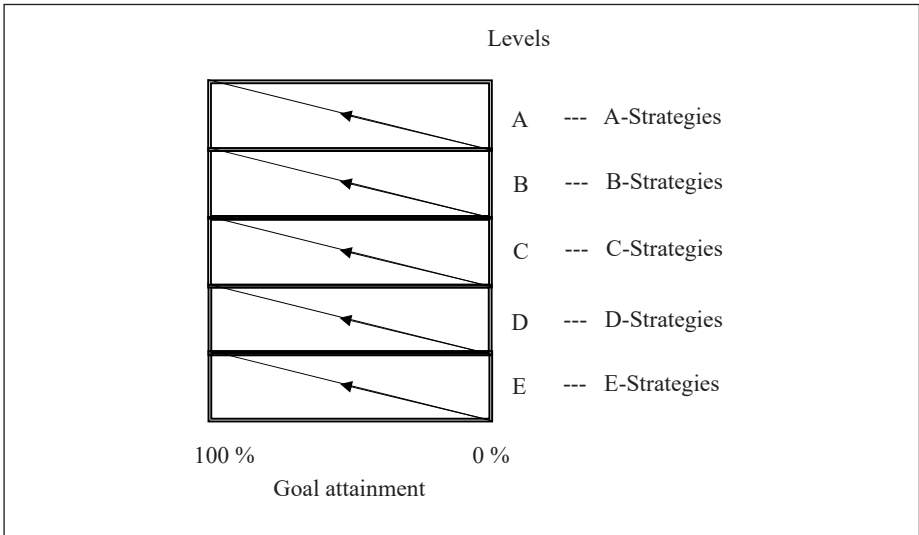 Levels
A --- A-Strategies
B --- B-Strategies
C --- C-Strategies
D --- D-Strategies
E --- E-Strategies
100 % 0 %
Goal attainment